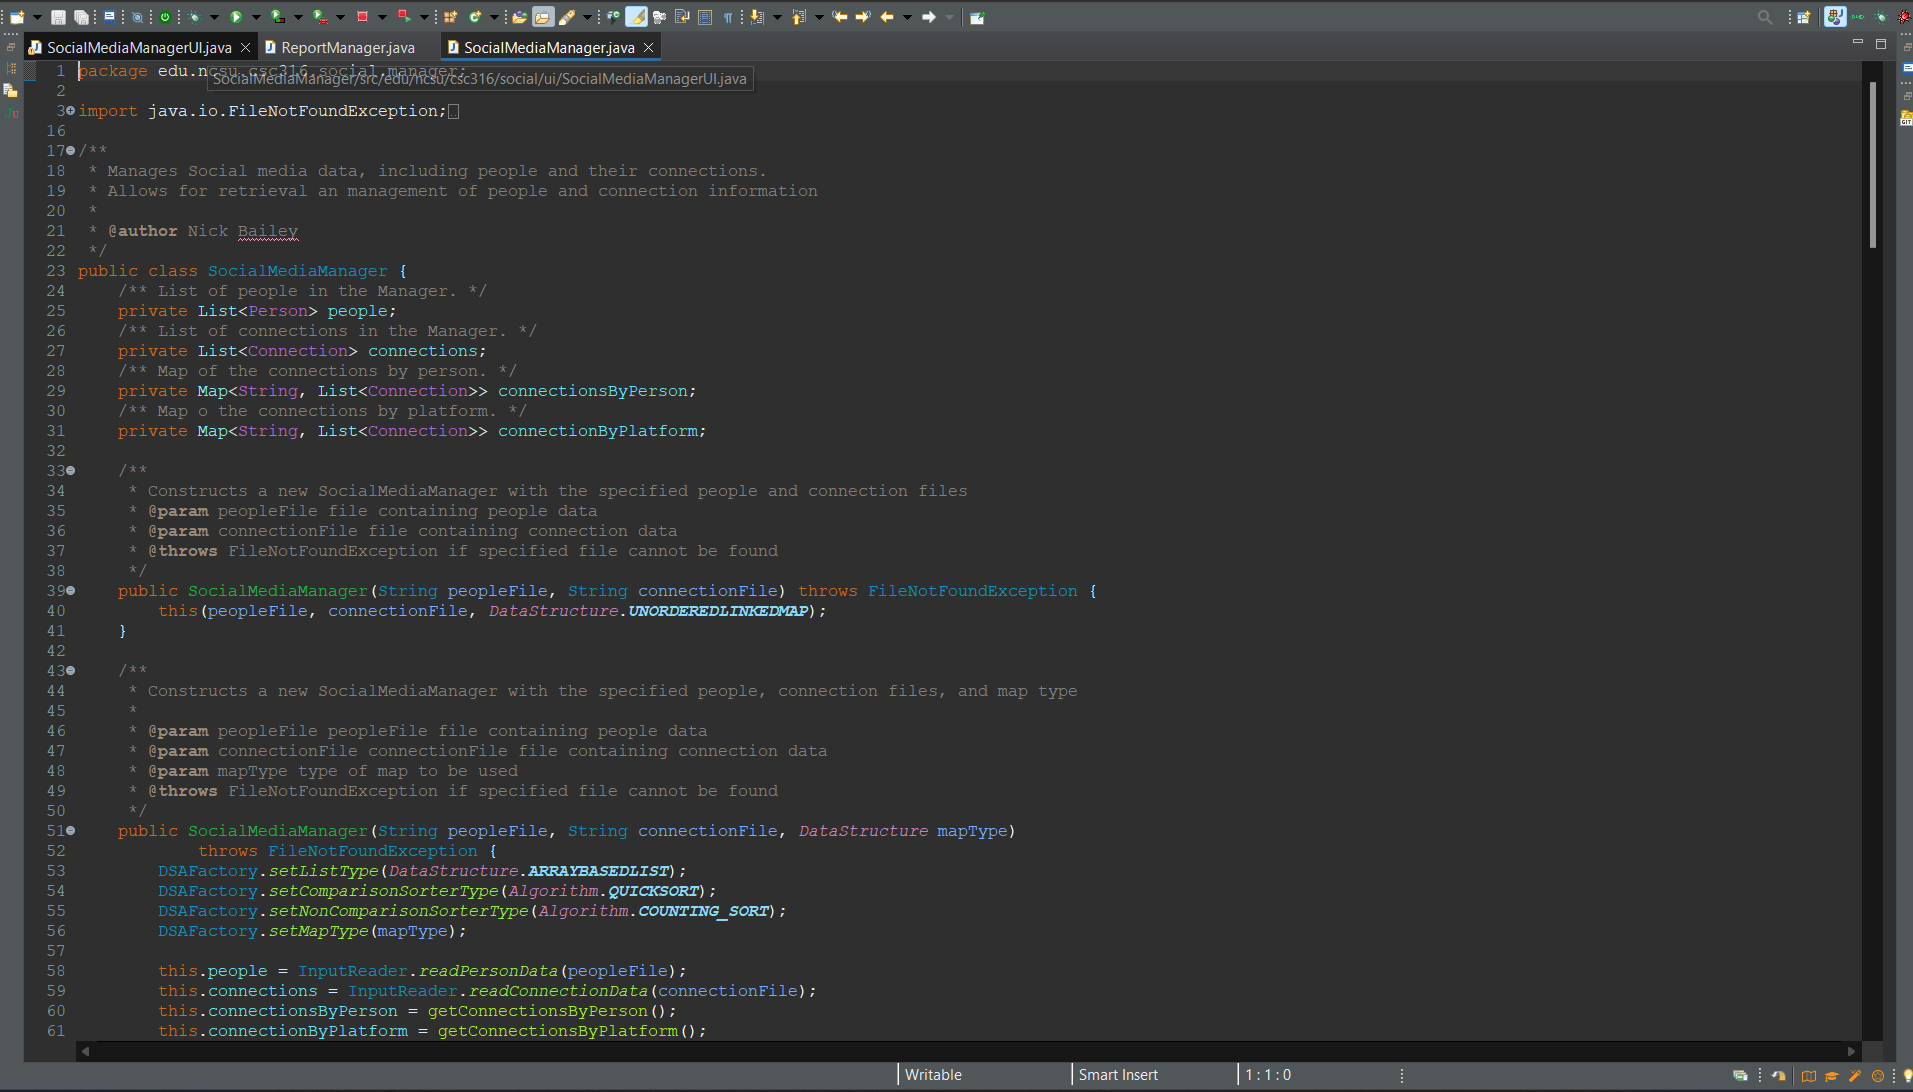 SocialMediaManagerUI.java
ReportManager.java
SocialMediaManager.java
1 package edu.ncsu.csc316.social.manager;
SocialMediaManager/src/edu/ncsu/csc316/social/ui/SocialMediaManagerUI.java
2
3 import java.io.FileNotFoundException;
16
17 /**
18 * Manages Social media data, including people and their connections.
19 * Allows for retrieval an management of people and connection information
20 *
21 * @author Nick Bailey
22 */
23 public class SocialMediaManager {
24 /** List of people in the Manager. */
25 private List<Person> people;
26 /** List of connections in the Manager. */
27 private List<Connection> connections;
28 /** Map of the connections by person. */
29 private Map<String, List<Connection>> connectionsByPerson;
30 /** Map o the connections by platform. */
31 private Map<String, List<Connection>> connectionByPlatform;
32
33 /**
34 * Constructs a new SocialMediaManager with the specified people and connection files
35 * @param peopleFile file containing people data
36 * @param connectionFile file containing connection data
37 * @throws FileNotFoundException if specified file cannot be found
38 */
39 public SocialMediaManager(String peopleFile, String connectionFile) throws FileNotFoundException {
40 this(peopleFile, connectionFile, DataStructure.UNORDEREDLINKEDMAP);
41 }
42
43 /**
44 * Constructs a new SocialMediaManager with the specified people, connection files, and map type
45 *
46 * @param peopleFile peopleFile file containing people data
47 * @param connectionFile connectionFile file containing connection data
48 * @param mapType type of map to be used
49 * @throws FileNotFoundException if specified file cannot be found
50 */
51 public SocialMediaManager(String peopleFile, String connectionFile, DataStructure mapType)
52 throws FileNotFoundException {
53 DSAFactory.setListType(DataStructure.ARRAYBASEDLIST);
54 DSAFactory.setComparisonSorterType(Algorithm.QUICKSORT);
55 DSAFactory.setNonComparisonSorterType(Algorithm.COUNTING_SORT);
56 DSAFactory.setMapType(mapType);
57
58 this.people = InputReader.readPersonData(peopleFile);
59 this.connections = InputReader.readConnectionData(connectionFile);
60 this.connectionsByPerson = getConnectionsByPerson();
61 this.connectionByPlatform = getConnectionsByPlatform();
Writable
Smart Insert
1 : 1 : 0